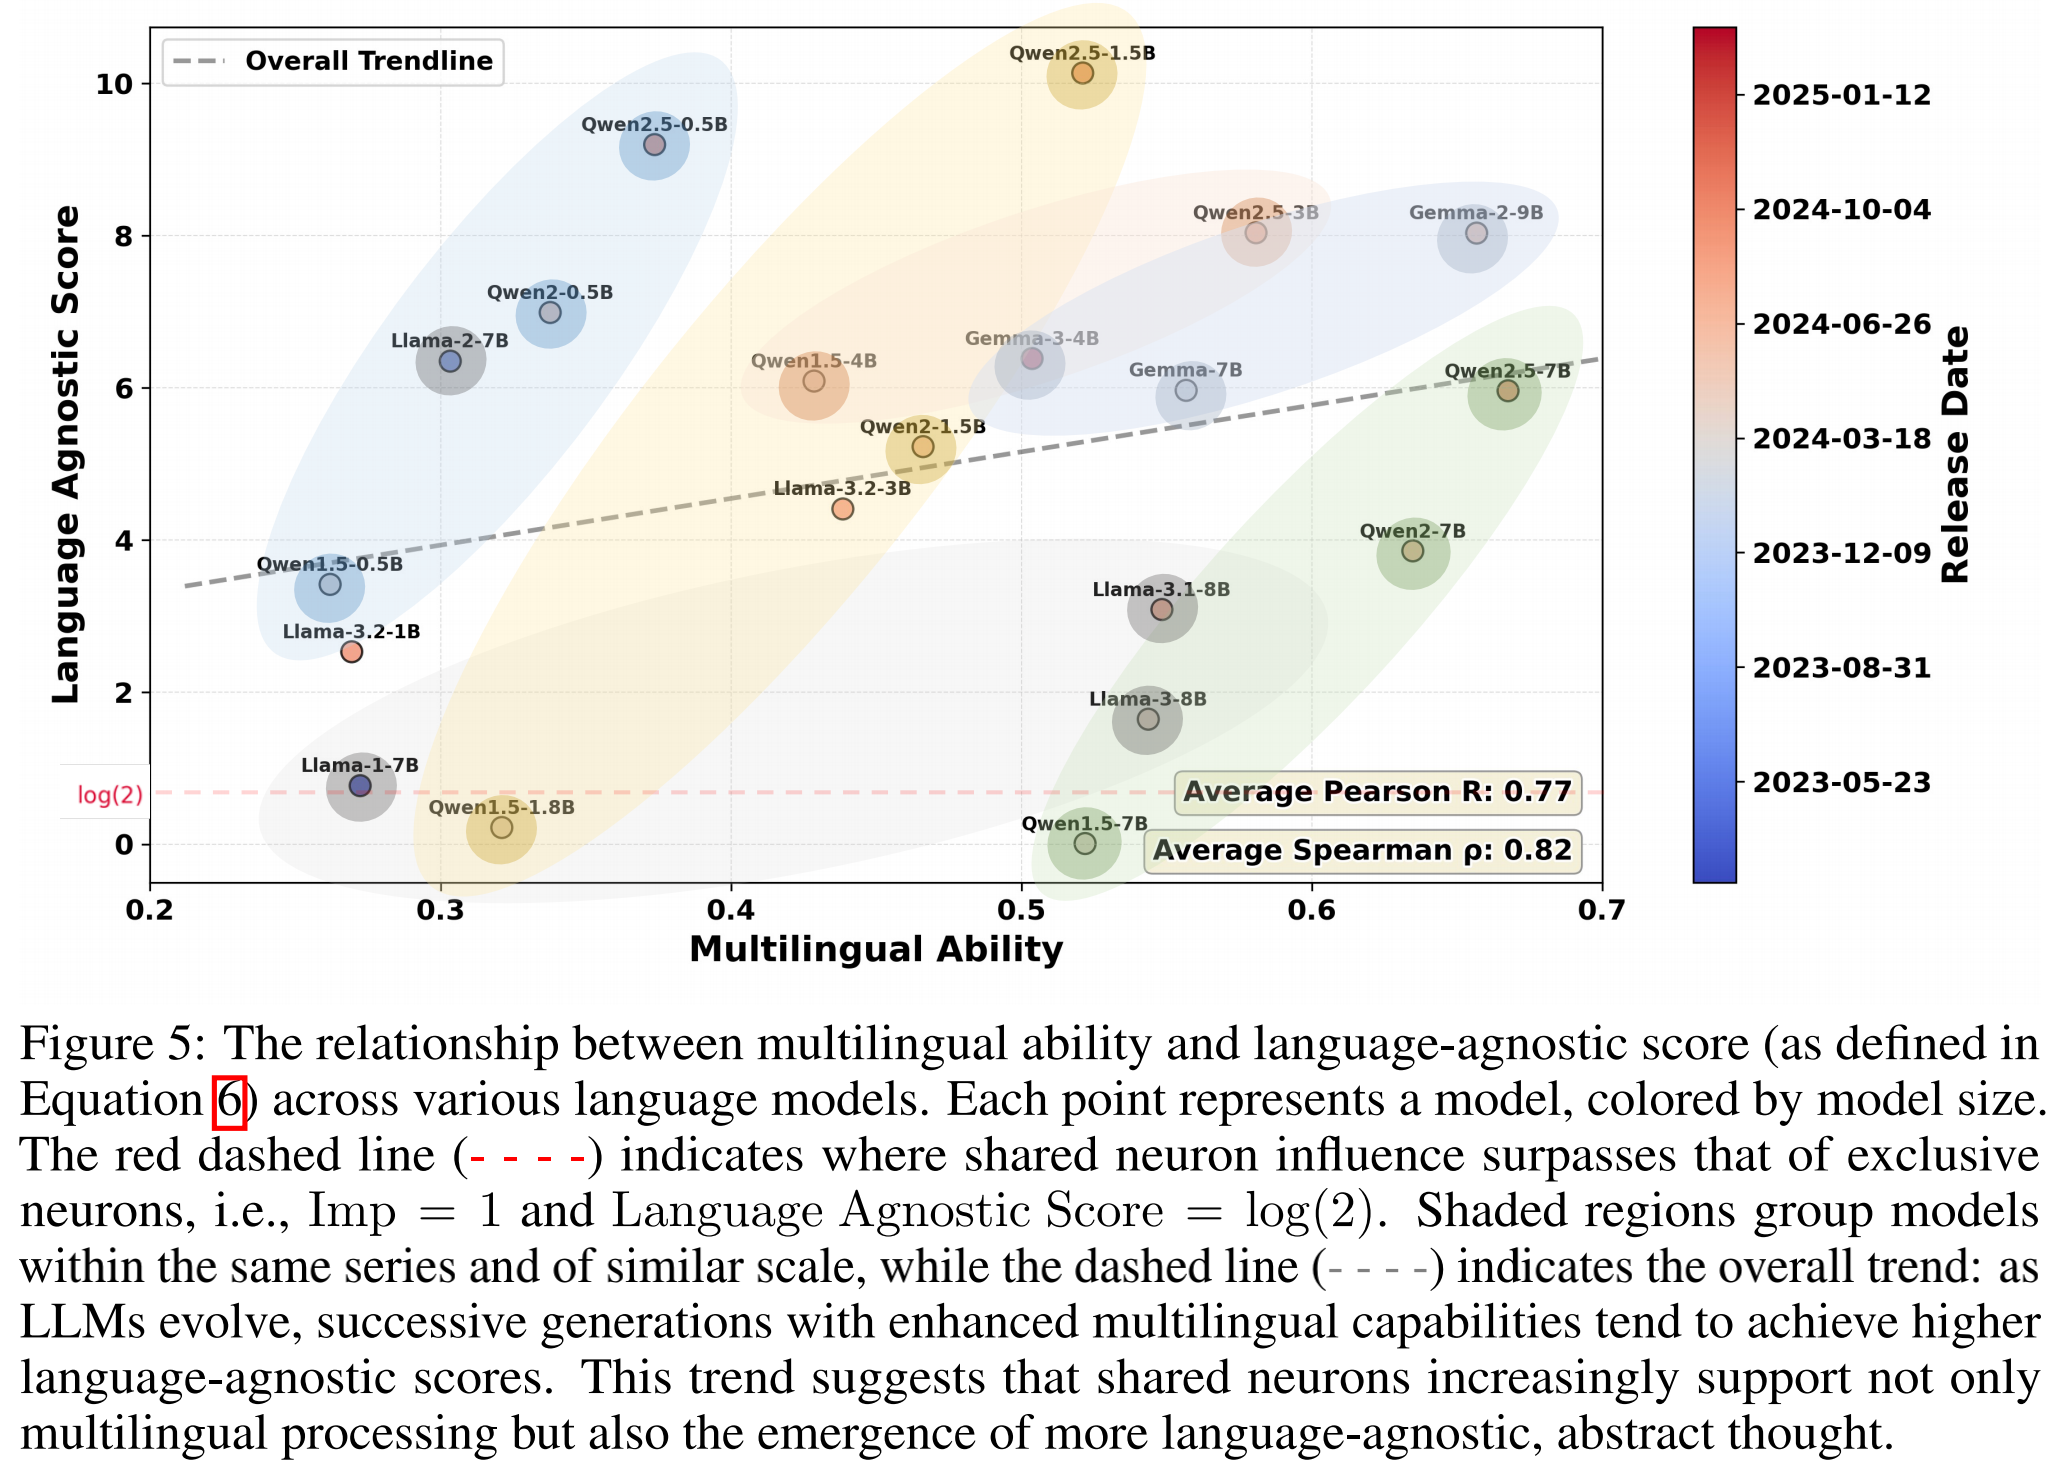 Overall Trendline
Qwen2.5-1.5B
Qwen2.5-0.5B
Qwen2.5-3B
Gemma-2-9B
Qwen2-0.5B
Llama-2-7B
Gemma-3-4B
Qwen1.5-4B
Gemma-7B
Qwen2.5-7B
Qwen2-1.5B
Llama-3.2-3B
Qwen2-7B
Qwen1.5-0.5B
Llama-3.1-8B
Llama-3.2-1B
Llama-3-8B
Llama-1-7B
Qwen1.5-1.8B
Qwen1.5-7B
Average Pearson R: 0.77
Average Spearman ρ: 0.82
10
8
6
4
2
log(2)
0
Language Agnostic Score
0.2 0.3 0.4 0.5 0.6 0.7
Multilingual Ability
2025-01-12
2024-10-04
2024-06-26
2024-03-18
2023-12-09
2023-08-31
2023-05-23
Release Date
Figure 5: The relationship between multilingual ability and language-agnostic score (as defined in
Equation 6) across various language models. Each point represents a model, colored by model size.
The red dashed line (- - - -) indicates where shared neuron influence surpasses that of exclusive
neurons, i.e., Imp = 1 and Language Agnostic Score = log(2). Shaded regions group models
within the same series and of similar scale, while the dashed line (- - - -) indicates the overall trend: as
LLMs evolve, successive generations with enhanced multilingual capabilities tend to achieve higher
language-agnostic scores. This trend suggests that shared neurons increasingly support not only
multilingual processing but also the emergence of more language-agnostic, abstract thought.